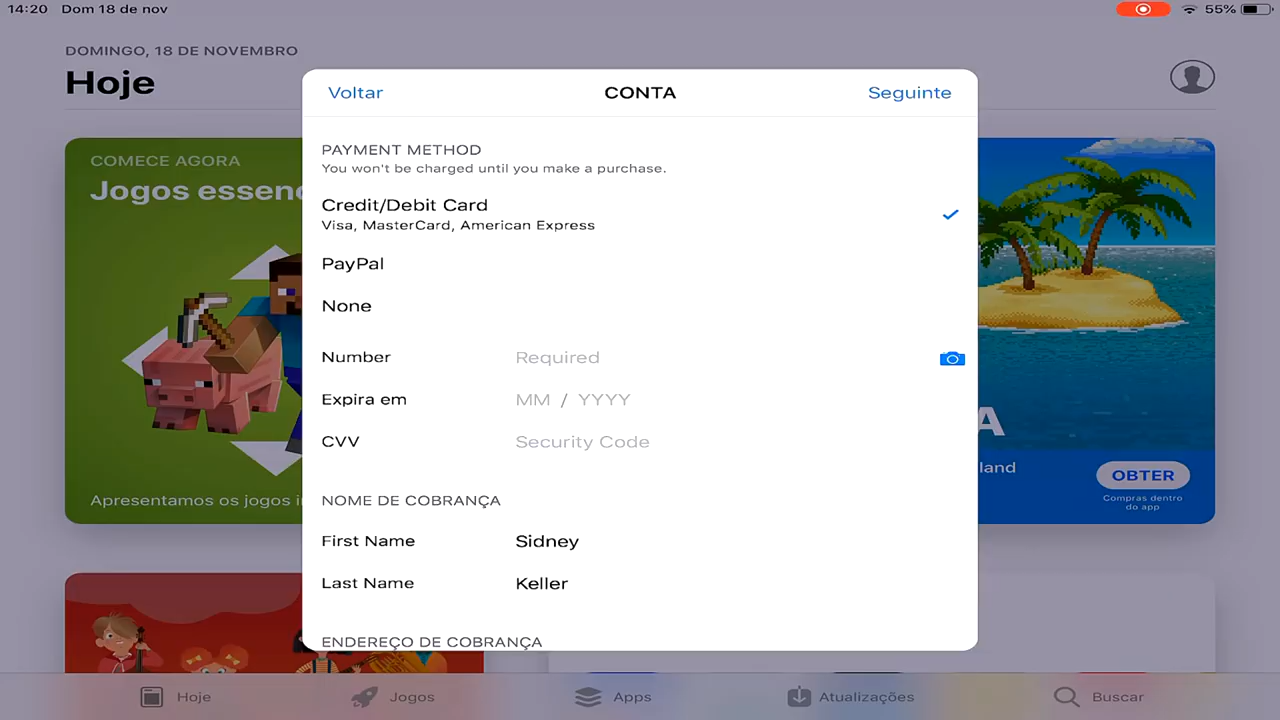 14:20 Dom 18 de nov
55%
DOMINGO, 18 DE NOVEMBRO
Hoje
Voltar
CONTA
Seguinte
COMECE AGORA
Jogos essenc
Apresentamos os jogos i
PAYMENT METHOD
You won't be charged until you make a purchase.
Credit/Debit Card
Visa, MasterCard, American Express
PayPal
None
Number Required
Expira em MM / YYYY
CVV Security Code
NOME DE COBRANÇA
First Name Sidney
Last Name Keller
ENDEREÇO DE COBRANÇA
A
land
OBTER
Compras dentro
do app
Hoje
Jogos
Apps
Atualizações
Buscar